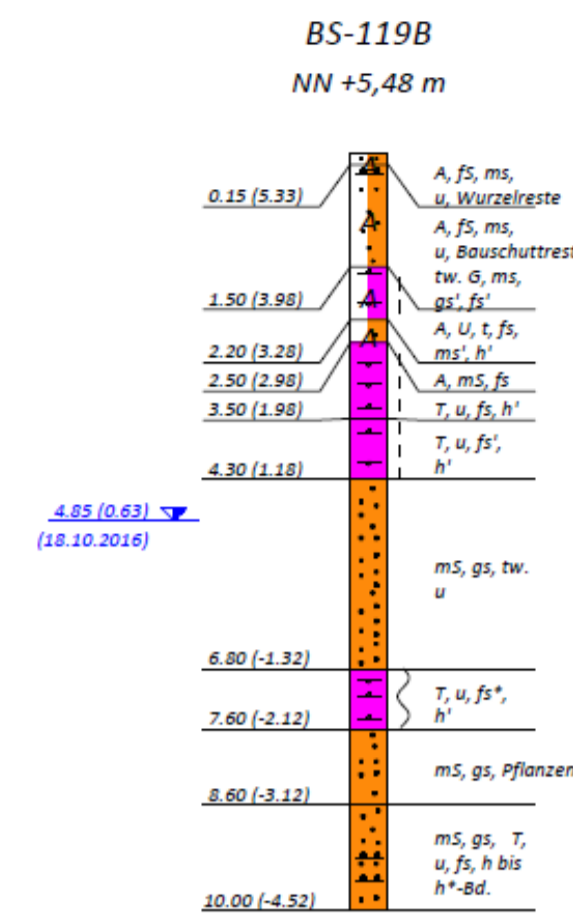 BS-119B
NN +5,48 m
A, fS, ms,
0.15 (5.33)
u, Wurzelreste
A, fS, ms,
u, Bauschuttrest
tw. G, ms,
1.50 (3.98)
gs', fs'
A, U, t, fs,
2.20 (3.28)
ms', h'
2.50 (2.98)
A, mS, fs
3.50 (1.98)
T, u, fs, h'
T, u, fs',
4.30 (1.18)
h'
4.85 (0.63)
(18.10.2016)
mS, gs, tw.
u
6.80 (-1.32)
T, u, fs*,
7.60 (-2.12)
h'
mS, gs, Pflanzen
8.60 (-3.12)
mS, gs, T,
u, fs, h bis
h*-Bd.
10.00 (-4.52)
A
A
A
A